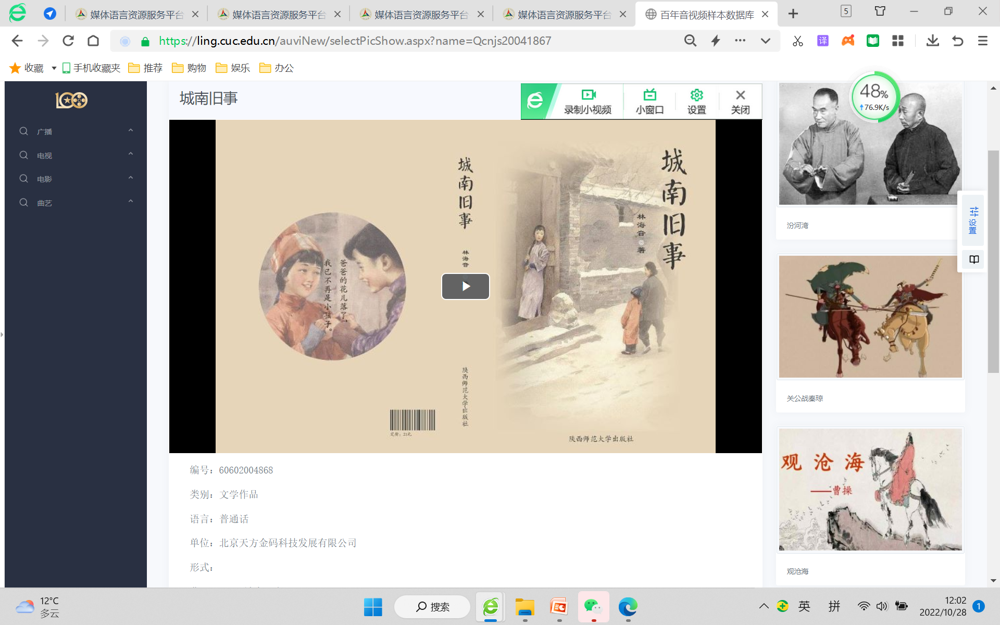 媒体语言资源服务平台
媒体语言资源服务平台
媒体语言资源服务平台
媒体语言资源服务平台
百年音视频样本数据库
5
https://ling.cuc.edu.cn/auviNew/selectPicShow.aspx?name=Qcnjs20041867
译
收藏
手机收藏夹
推荐
购物
娱乐
办公
100
广播
电视
电影
曲艺
城南旧事
录制小视频
小窗口
设置
关闭
48%
76.9K/s
爸爸的花儿落了，
我已不再是小孩子。
定价：23元
城南旧事
林海音
陕西师范大学出版社
城南旧事
林海音◎著
陕西师范大学出版社
编号：60602004868
类别：文学作品
语言：普通话
单位：北京天方金码科技发展有限公司
形式：
汾河湾
设置
关公战秦琼
观沧海
——曹操
观沧海
12°C
多云
搜索
英
拼
12:02
2022/10/28
1